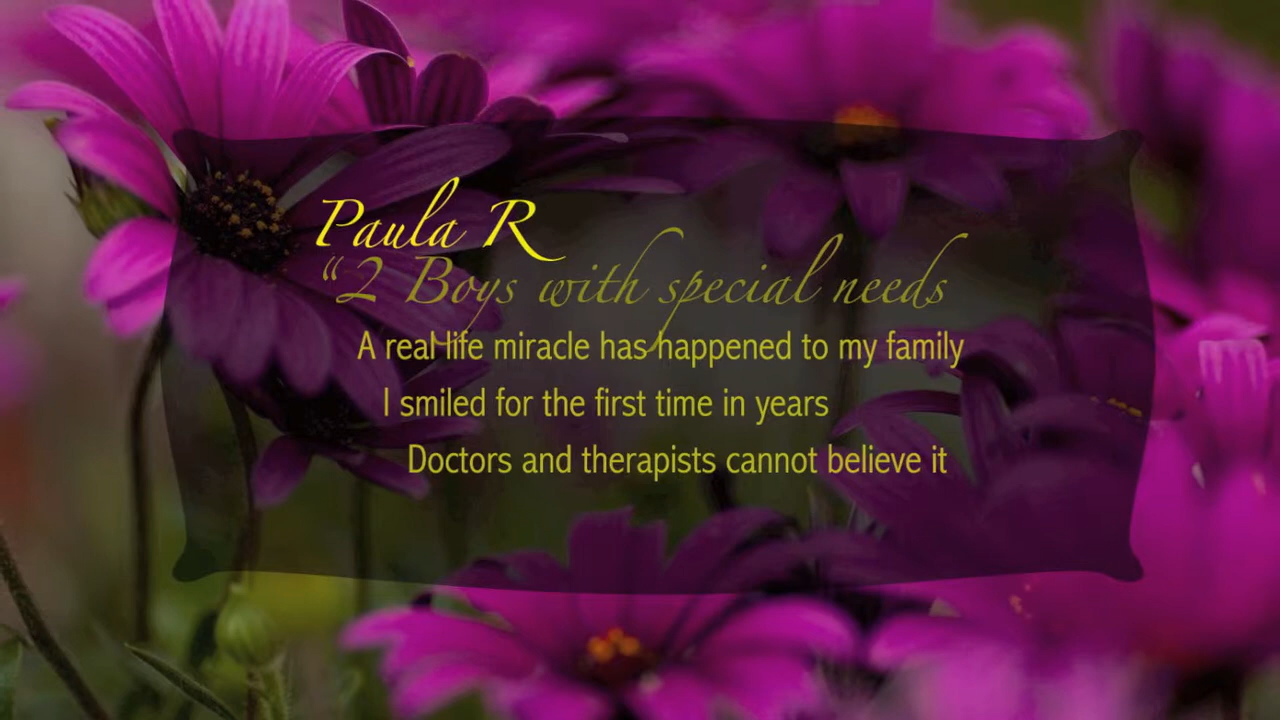 Paula R
“2 Boys with special needs
A real life miracle has happened to my family
I smiled for the first time in years
Doctors and therapists cannot believe it